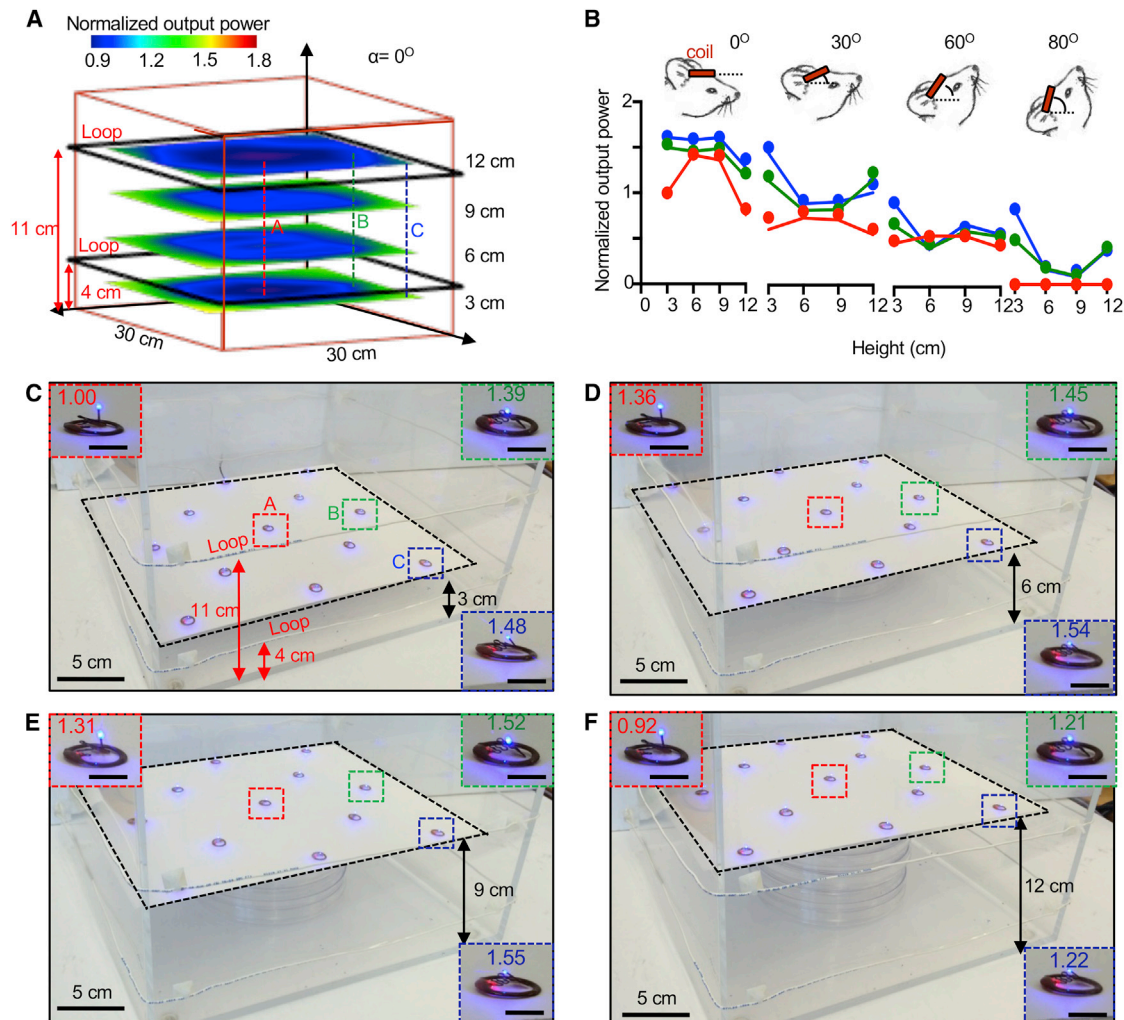 A
Normalized output power
0.9 1.2 1.5 1.8
α= 0O
Loop
12 cm
9 cm
11 cm
A
B
C
Loop
6 cm
4 cm
3 cm
30 cm
30 cm
B
0O
30O
60O
80O
coil
Normalized output power
2
1
0
0 3 6 9 12 3 6 9 12 3 6 9 12 3 6 9 12
Height (cm)
C
1.00
1.39
A
B
Loop
C
11 cm
3 cm
Loop
4 cm
5 cm
1.48
D
1.36
1.45
6 cm
5 cm
1.54
E
1.31
1.52
9 cm
5 cm
1.55
F
0.92
1.21
12 cm
5 cm
1.22